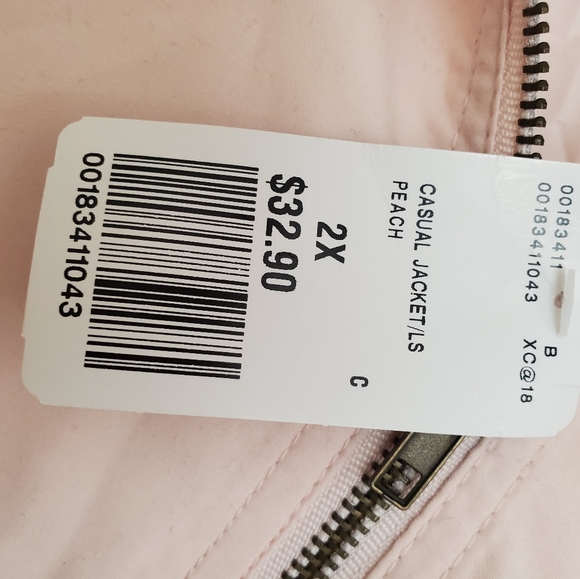 00183411
00183411043
B
XC@18
CASUAL JACKET/LS
PEACH
C
2X
$32.90
00183411043